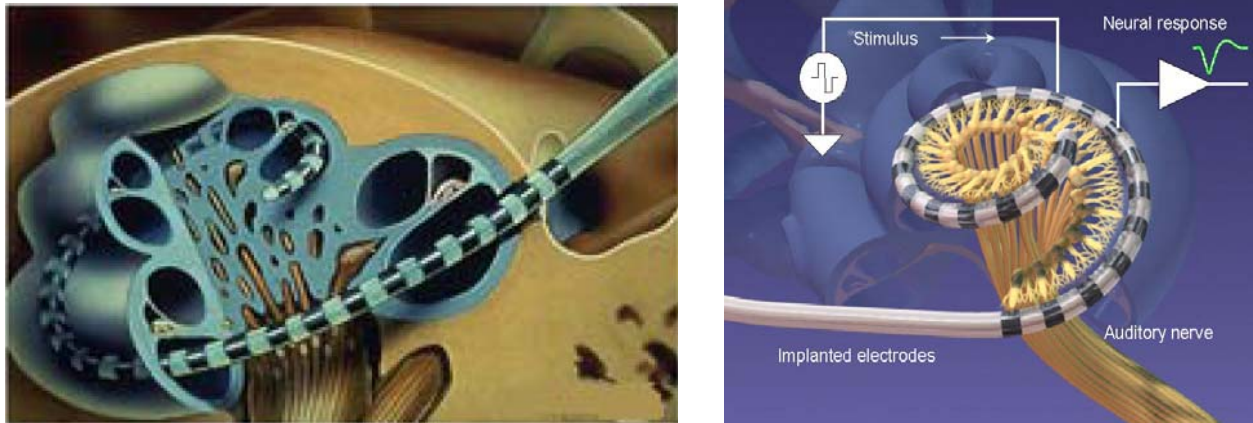 Stimulus
Neural response
Implanted electrodes
Auditory nerve